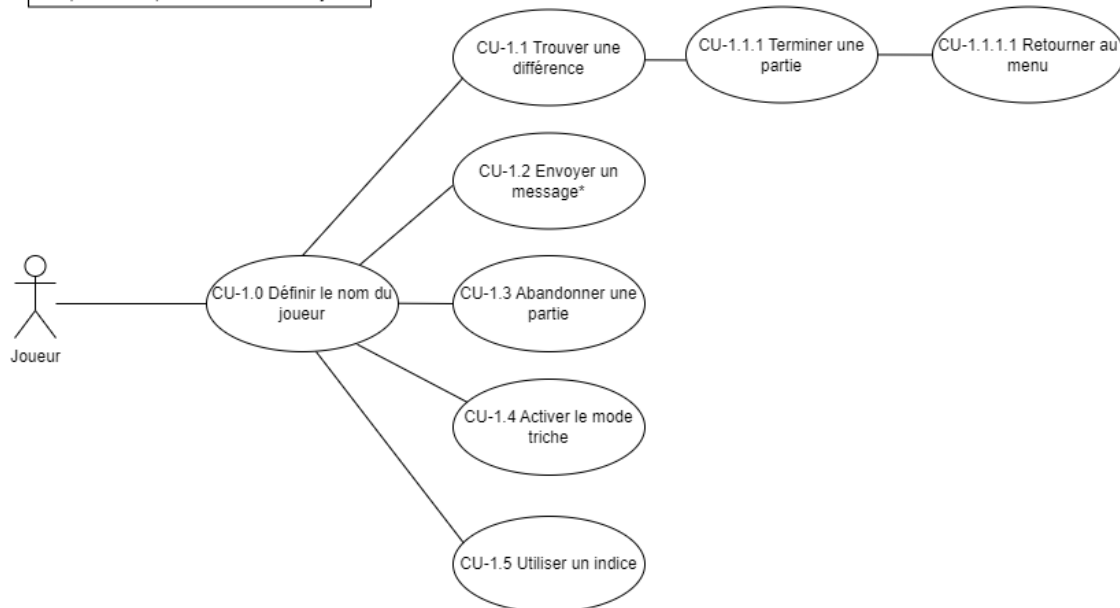 CU-1.1 Trouver une
différence
CU-1.1.1 Terminer une
partie
CU-1.1.1.1 Retourner au
menu
CU-1.2 Envoyer un
message*
CU-1.0 Définir le nom du
joueur
CU-1.3 Abandonner une
partie
Joueur
CU-1.4 Activer le mode
triche
CU-1.5 Utiliser un indice